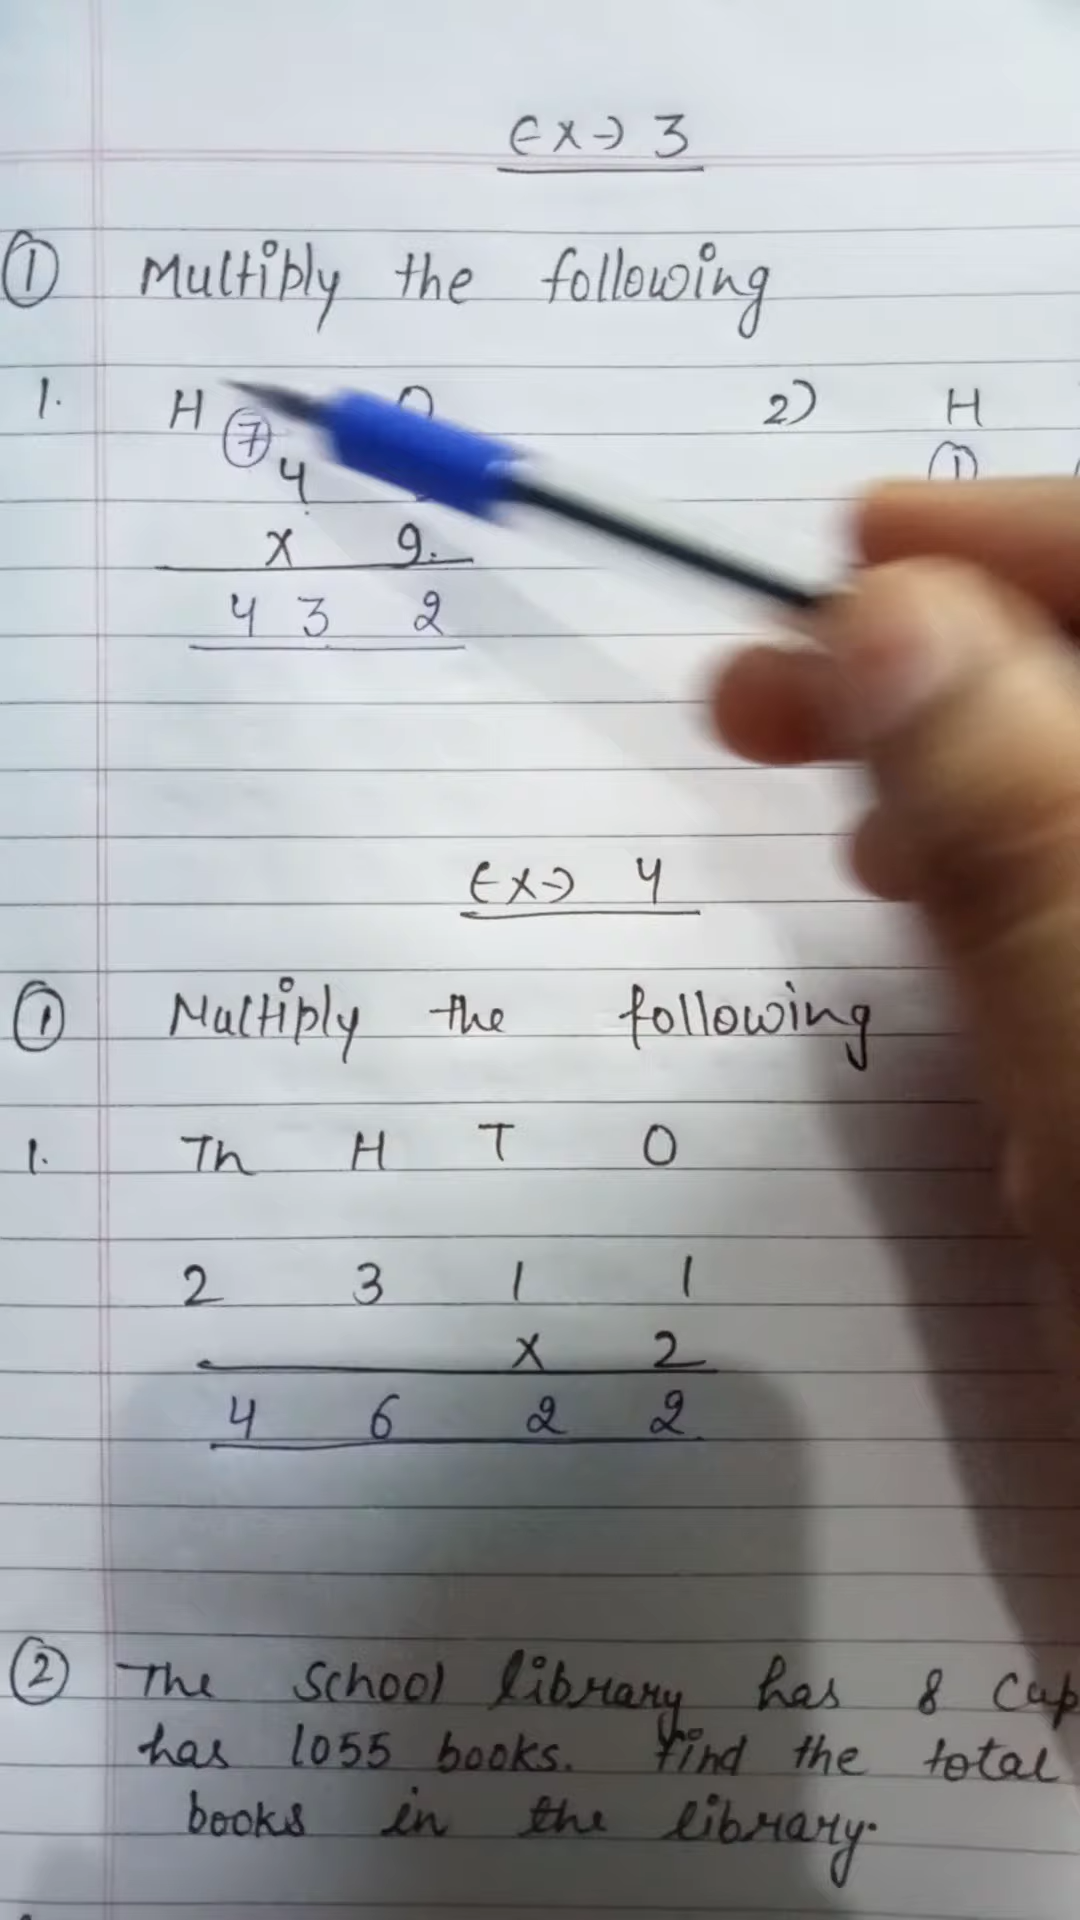 Ex→ 3
① Multiply the following
1. H O 2) H
⑦ ①
4
x 9.
4 3 2
Ex→ 4
① Multiply the following
1. Th H T O
2 3 1 1
x 2
4 6 2 2
② The school library has 8 Cup
has 1055 books. find the total
books in the library.